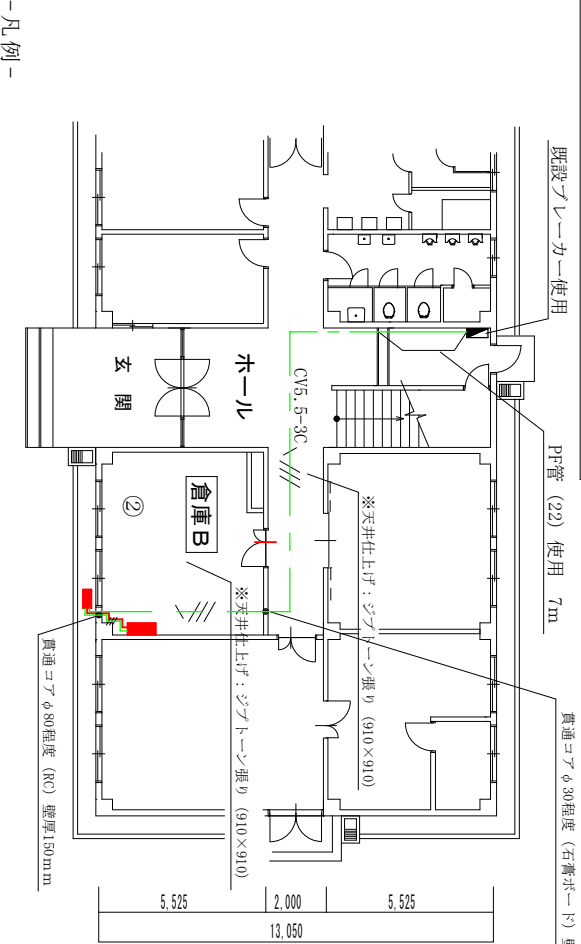 既設ブレーカー使用
PF管 (22) 使用 7m
貫通コアφ30程度 (石膏ボード)
CV5.5-3C
※天井仕上げ：ジプトーン張り (910×910)
ホール
玄関
倉庫B
②
※天井仕上げ：ジプトーン張り (910×910)
貫通コアφ80程度 (RC) 壁厚150mm
-凡例-
5,525
2,000
5,525
13,050